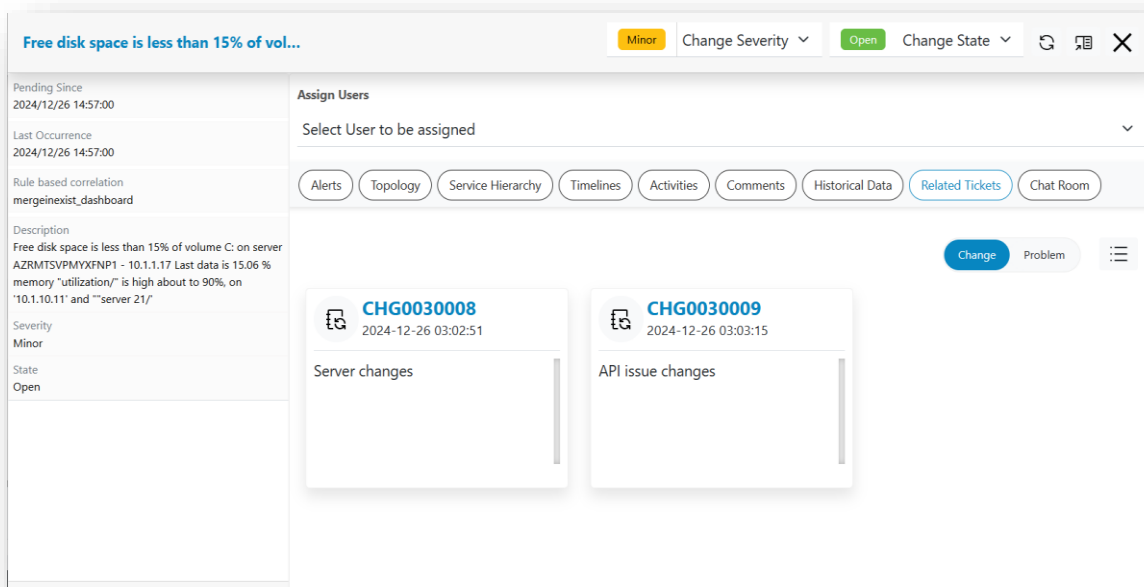 Free disk space is less than 15% of vol...
Minor
Change Severity
Open
Change State
Pending Since
2024/12/26 14:57:00
Last Occurrence
2024/12/26 14:57:00
Rule based correlation
mergeinexist_dashboard
Description
Free disk space is less than 15% of volume C: on server
AZRMTSVPMYXFNP1 - 10.1.1.17 Last data is 15.06 %
memory "utilization/" is high about to 90%, on
'10.1.10.11' and ""server 21/'
Severity
Minor
State
Open
Assign Users
Select User to be assigned
Alerts
Topology
Service Hierarchy
Timelines
Activities
Comments
Historical Data
Related Tickets
Chat Room
Change
Problem
CHG0030008
2024-12-26 03:02:51
Server changes
CHG0030009
2024-12-26 03:03:15
API issue changes